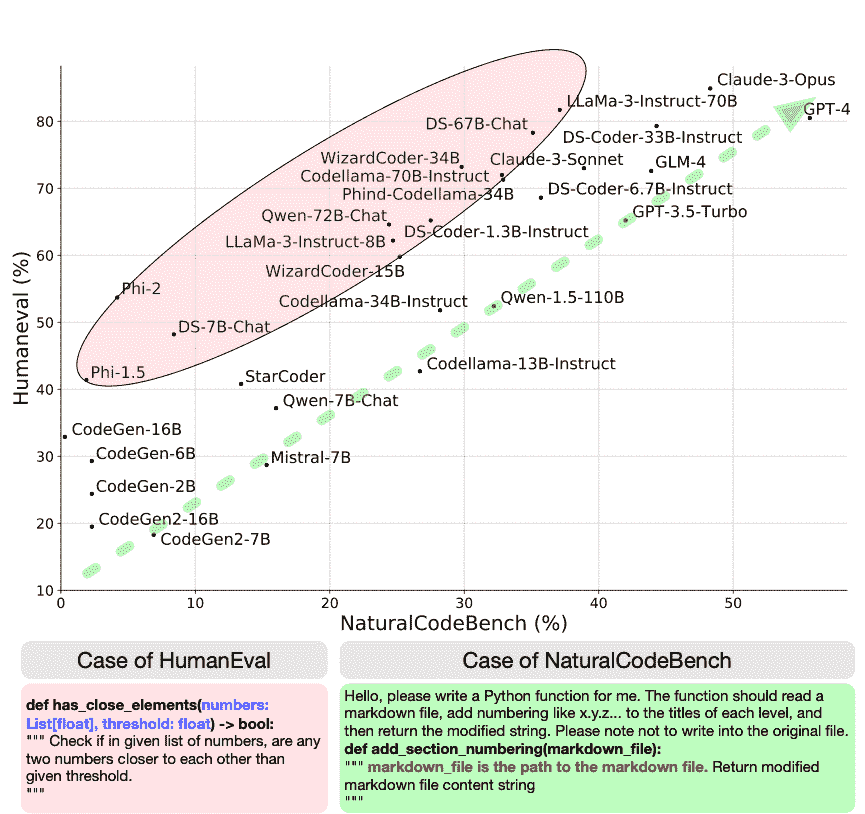 Claude-3-Opus
80
LLaMa-3-Instruct-70B
GPT-4
DS-67B-Chat
DS-Coder-33B-Instruct
WizardCoder-34B
Claude-3-Sonnet
GLM-4
Codellama-70B-Instruct
70
Phind-Codellama-34B
DS-Coder-6.7B-Instruct
Qwen-72B-Chat
GPT-3.5-Turbo
LLaMa-3-Instruct-8B
DS-Coder-1.3B-Instruct
60
WizardCoder-15B
Phi-2
Codellama-34B-Instruct
Qwen-1.5-110B
50
DS-7B-Chat
Humaneval (%)
Phi-1.5
Codellama-13B-Instruct
40
StarCoder
Qwen-7B-Chat
CodeGen-16B
30
CodeGen-6B
Mistral-7B
CodeGen-2B
20
CodeGen2-16B
CodeGen2-7B
10
0 10 20 30 40 50
NaturalCodeBench (%)
Case of HumanEval
def has_close_elements(numbers:
List[float], threshold: float) -> bool:
""" Check if in given list of numbers, are any
two numbers closer to each other than
given threshold.
"""
Case of NaturalCodeBench
Hello, please write a Python function for me. The function should read a
markdown file, add numbering like x.y.z... to the titles of each level, and
then return the modified string. Please note not to write into the original file.
def add_section_numbering(markdown_file):
""" markdown_file is the path to the markdown file. Return modified
markdown file content string
"""